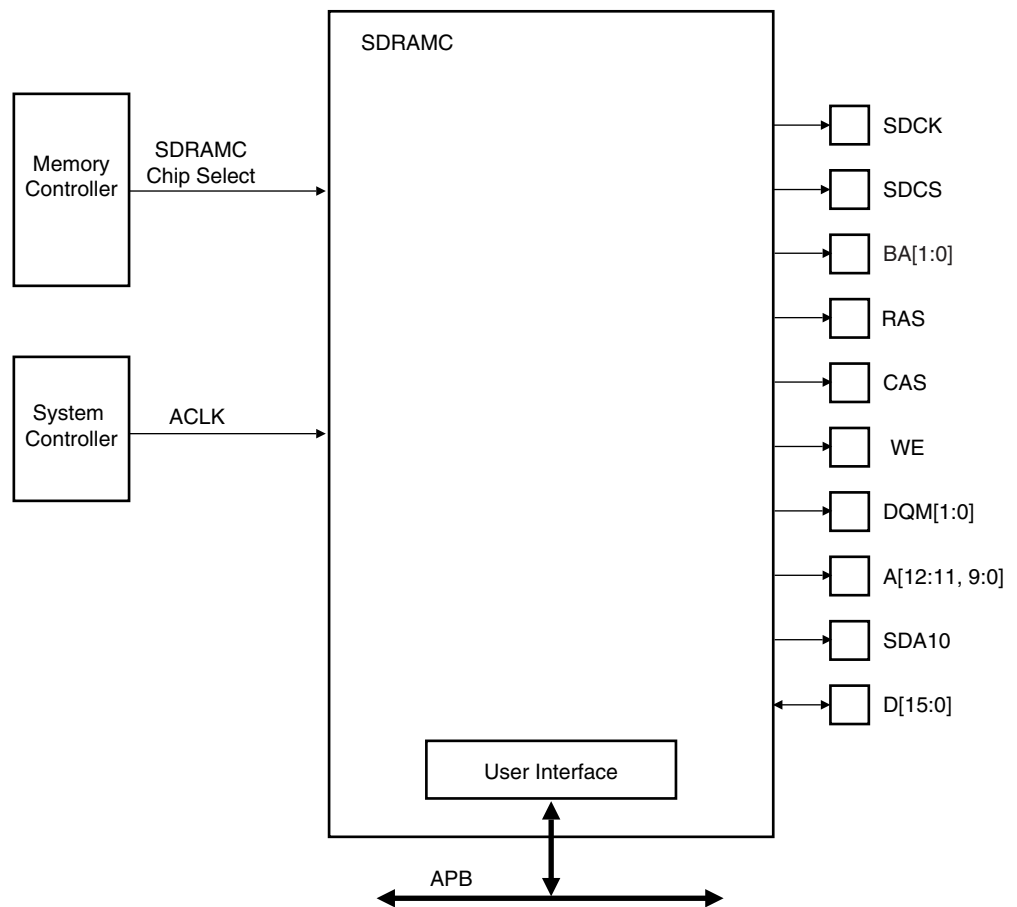 SDRAMC
Memory
Controller
SDRAMC
Chip Select
System
Controller
ACLK
SDCK
SDCS
BA[1:0]
RAS
CAS
WE
DQM[1:0]
A[12:11, 9:0]
SDA10
D[15:0]
User Interface
APB